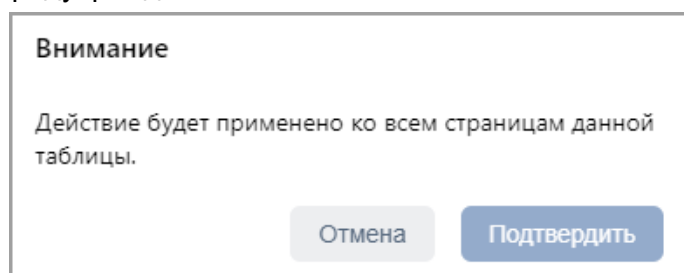 Внимание
Действие будет применено ко всем страницам данной
таблицы.
Отмена Подтвердить